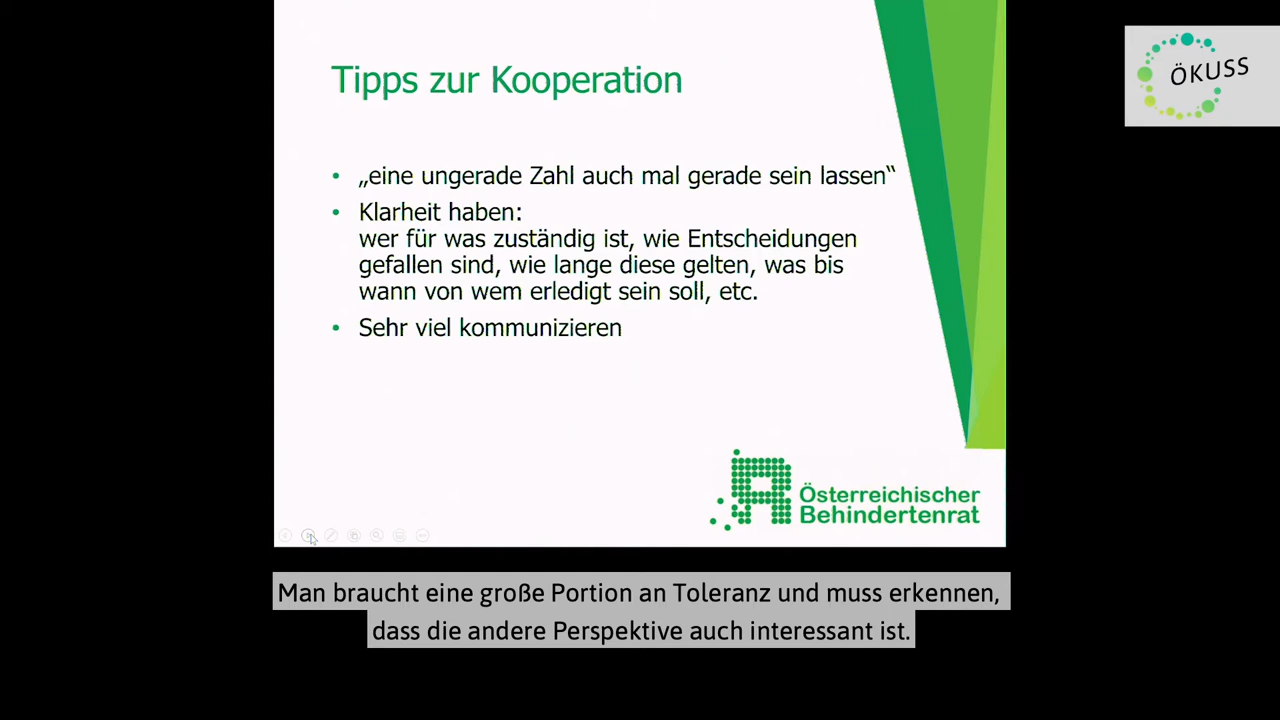 Tipps zur Kooperation
ÖKUSS
• „eine ungerade Zahl auch mal gerade sein lassen“
• Klarheit haben:
wer für was zuständig ist, wie Entscheidungen
gefallen sind, wie lange diese gelten, was bis
wann von wem erledigt sein soll, etc.
• Sehr viel kommunizieren
Österreichischer
Behindertenrat
Man braucht eine große Portion an Toleranz und muss erkennen,
dass die andere Perspektive auch interessant ist.